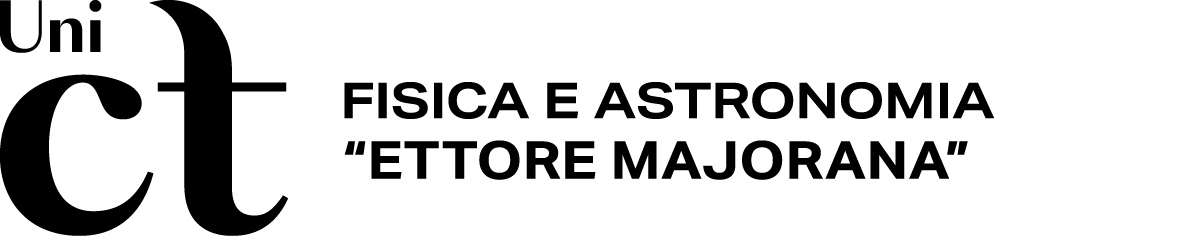 Uni
ct
FISICA E ASTRONOMIA
“ETTORE MAJORANA”